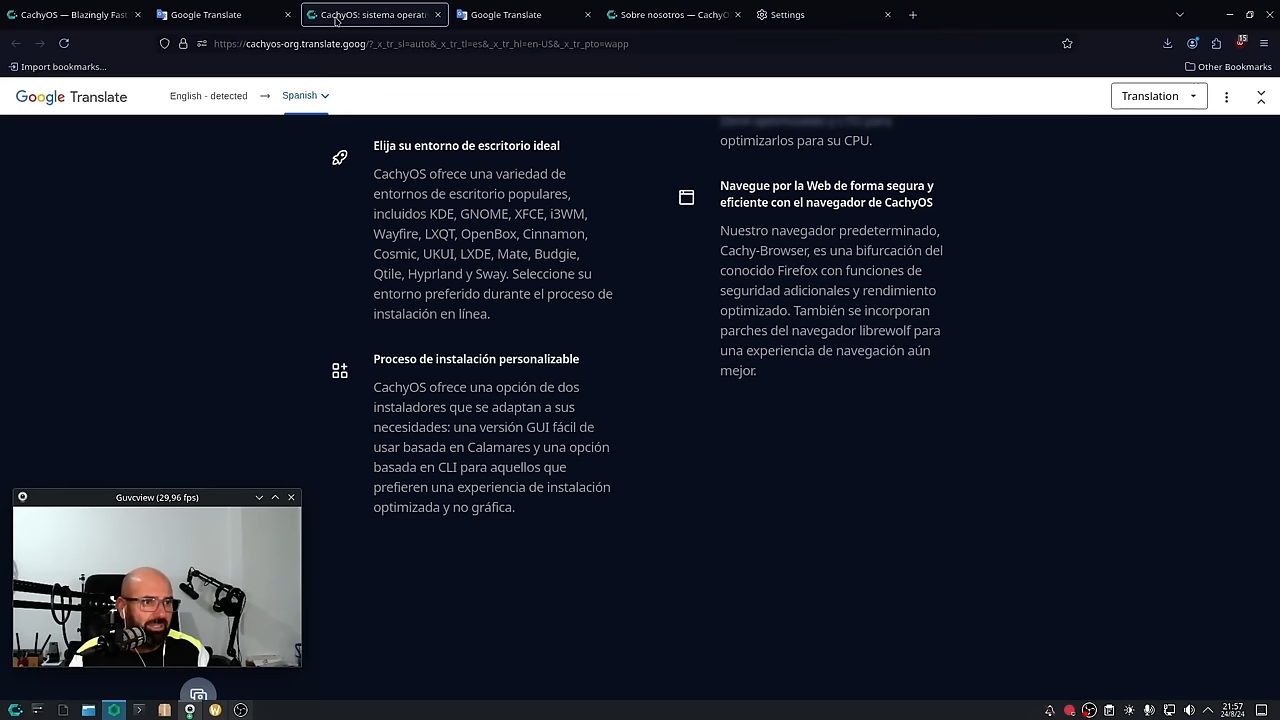 CachyOS — Blazingly Fast
Google Translate
CachyOS: sistema operati
Google Translate
Sobre nosotros — CachyO
Settings
https://cachyos-org.translate.goog/?_x_tr_sl=auto&_x_tr_tl=es&_x_tr_hl=en-US&_x_tr_pto=wapp
15
Import bookmarks...
Other Bookmarks
Google Translate
English - detected
Spanish
Translation
Elija su entorno de escritorio ideal
CachyOS ofrece una variedad de
entornos de escritorio populares,
incluidos KDE, GNOME, XFCE, i3WM,
Wayfire, LXQT, OpenBox, Cinnamon,
Cosmic, UKUI, LXDE, Mate, Budgie,
Qtile, Hyprland y Sway. Seleccione su
entorno preferido durante el proceso de
instalación en línea.
Proceso de instalación personalizable
CachyOS ofrece una opción de dos
instaladores que se adaptan a sus
necesidades: una versión GUI fácil de
usar basada en Calamares y una opción
basada en CLI para aquellos que
prefieren una experiencia de instalación
optimizada y no gráfica.
optimizarlos para su CPU.
Navegue por la Web de forma segura y
eficiente con el navegador de CachyOS
Nuestro navegador predeterminado,
Cachy-Browser, es una bifurcación del
conocido Firefox con funciones de
seguridad adicionales y rendimiento
optimizado. También se incorporan
parches del navegador librewolf para
una experiencia de navegación aún
mejor.
Guvcview (29,96 fps)
21:57
24/8/24